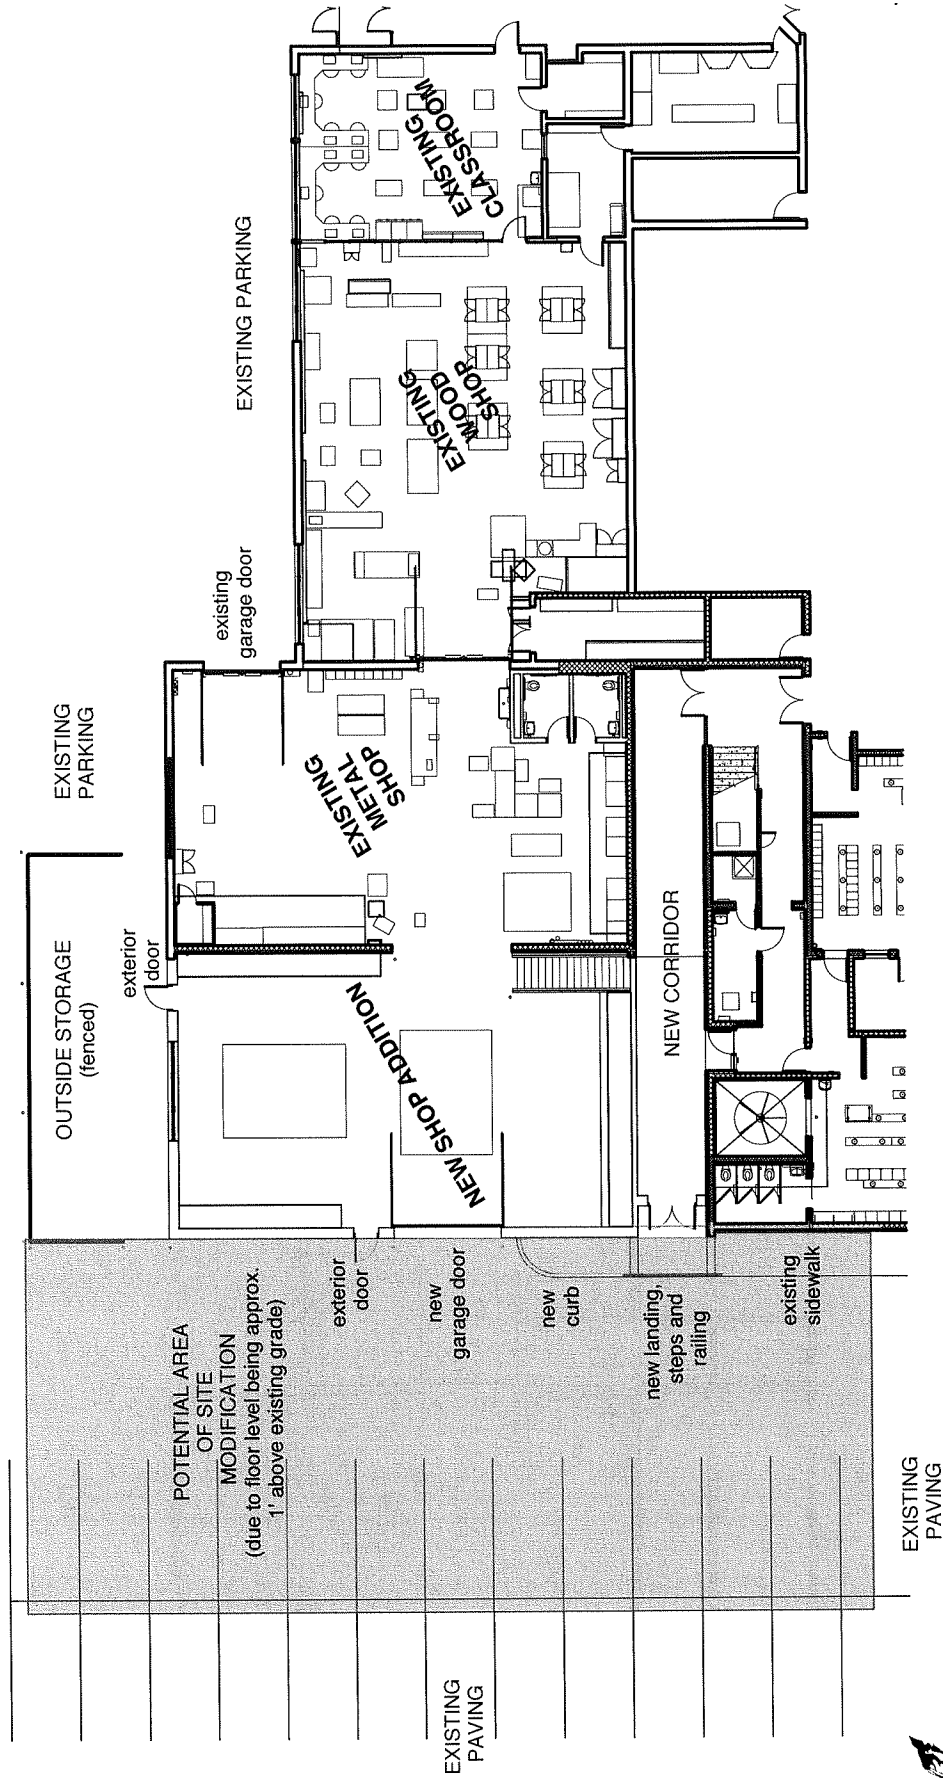 EXISTING
CLASSROOM
EXISTING PARKING
EXISTING
WOOD
SHOP
existing
garage door
EXISTING
PARKING
EXISTING
METAL
SHOP
OUTSIDE STORAGE
(fenced)
exterior
door
NEW CORRIDOR
NEW SHOP ADDITION
POTENTIAL AREA
OF SITE
MODIFICATION
(due to floor level being approx.
1' above existing grade)
exterior
door
new
garage door
new
curb
new landing,
steps and
railing
existing
sidewalk
EXISTING
PAVING
EXISTING
PAVING